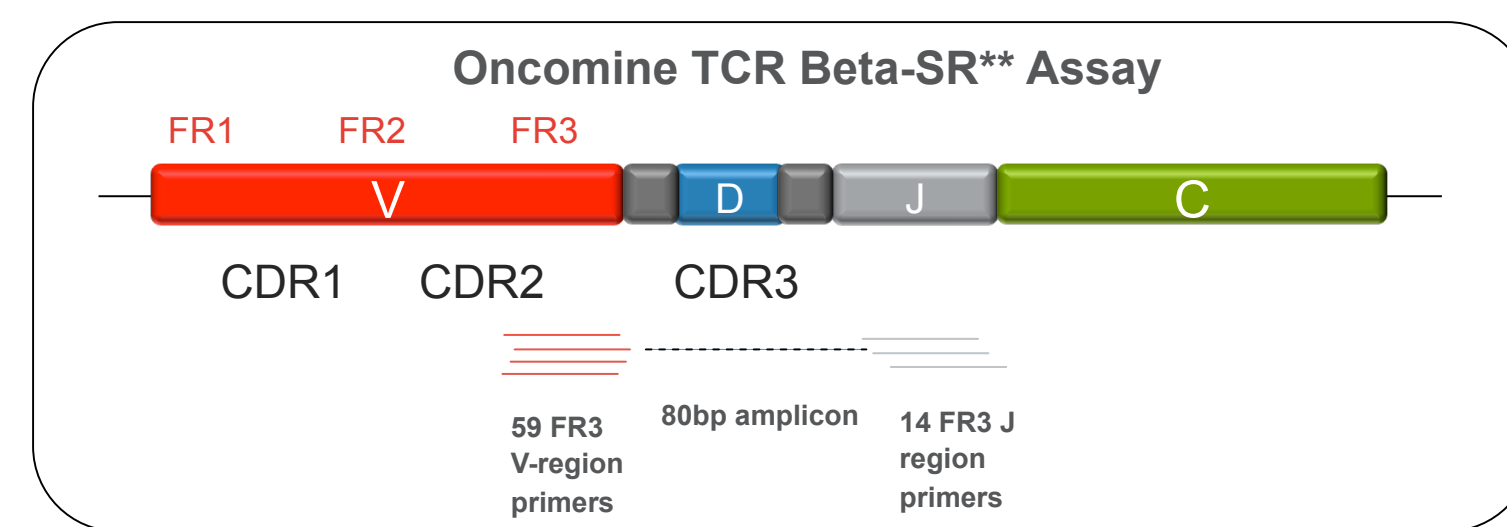 Oncomine TCR Beta-SR** Assay
FR1 FR2 FR3
V D J C
CDR1 CDR2 CDR3
59 FR3
V-region
primers
80bp amplicon
14 FR3 J
region
primers